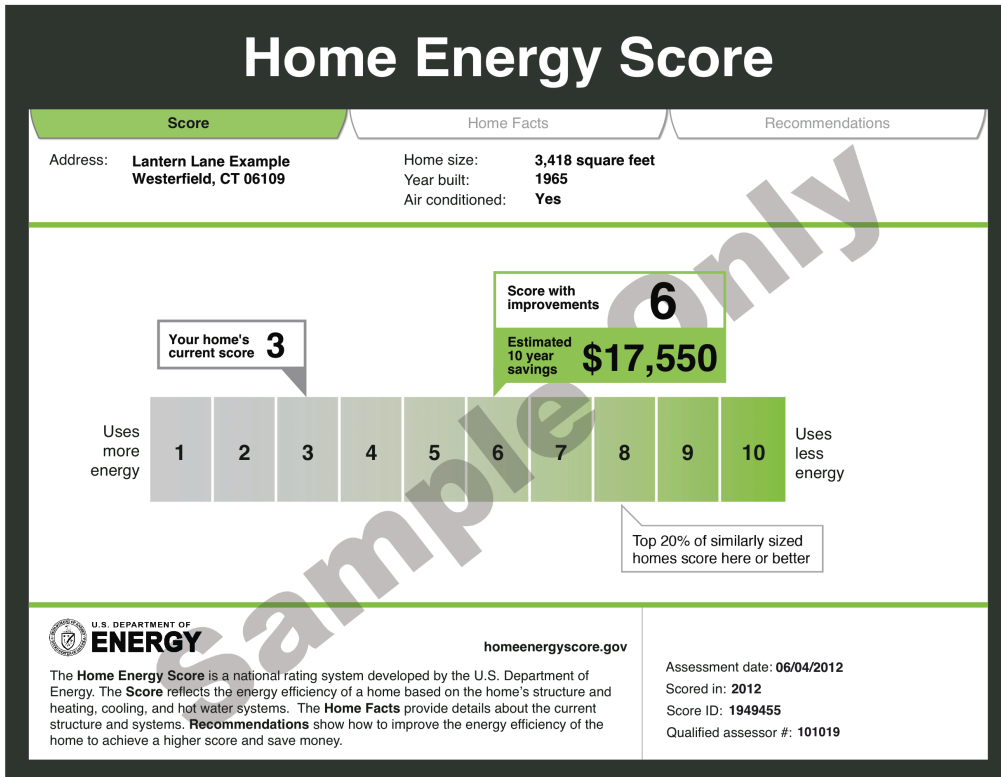 Home Energy Score
Score
Home Facts
Recommendations
Address: Lantern Lane Example
Westerfield, CT 06109
Home size: 3,418 square feet
Year built: 1965
Air conditioned: Yes
Score with
improvements 6
Estimated
10 year
savings $17,550
Your home's
current score 3
Uses
more
energy
1 2 3 4 5 6 7 8 9 10
Uses
less
energy
Top 20% of similarly sized
homes score here or better
Sample Only
U.S. DEPARTMENT OF
ENERGY
homeenergyscore.gov
The Home Energy Score is a national rating system developed by the U.S. Department of
Energy. The Score reflects the energy efficiency of a home based on the home's structure and
heating, cooling, and hot water systems. The Home Facts provide details about the current
structure and systems. Recommendations show how to improve the energy efficiency of the
home to achieve a higher score and save money.
Assessment date: 06/04/2012
Scored in: 2012
Score ID: 1949455
Qualified assessor #: 101019